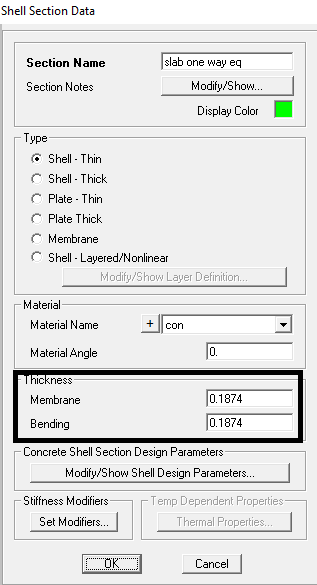 Shell Section Data
Section Name slab one way eq
Section Notes Modify/Show...
Display Color
Type
Shell - Thin
Shell - Thick
Plate - Thin
Plate Thick
Membrane
Shell - Layered/Nonlinear
Modify/Show Layer Definition...
Material
Material Name + con
Material Angle 0.
Thickness
Membrane 0.1874
Bending 0.1874
Concrete Shell Section Design Parameters
Modify/Show Shell Design Parameters...
Stiffness Modifiers Temp Dependent Properties
Set Modifiers... Thermal Properties...
OK Cancel